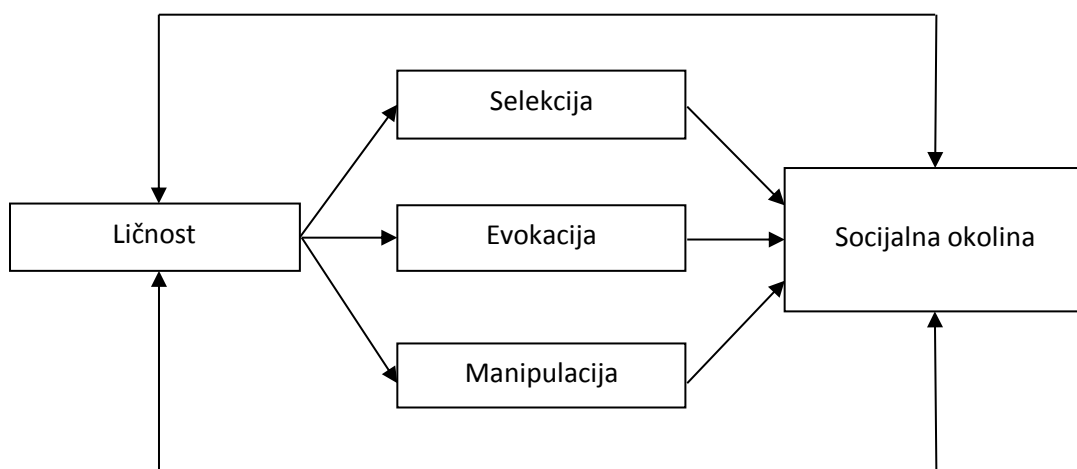 Selekcija
Ličnost
Evokacija
Socijalna okolina
Manipulacija